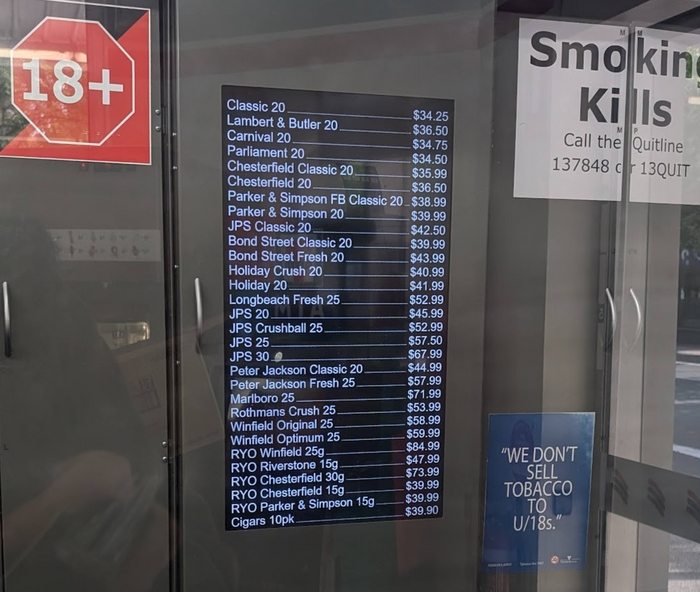 18+
Classic 20 $34.25
Lambert & Butler 20 $36.50
Carnival 20 $34.75
Parliament 20 $34.50
Chesterfield Classic 20 $35.99
Chesterfield 20 $36.50
Parker & Simpson FB Classic 20 $38.99
Parker & Simpson 20 $39.99
JPS Classic 20 $42.50
Bond Street Classic 20 $39.99
Bond Street Fresh 20 $43.99
Holiday Crush 20 $40.99
Holiday 20 $41.99
Longbeach Fresh 25 $52.99
JPS 20 $45.99
JPS Crushball 25 $52.99
JPS 25 $57.50
JPS 30 $67.99
Peter Jackson Classic 20 $44.99
Peter Jackson Fresh 25 $57.99
Marlboro 25 $71.99
Rothmans Crush 25 $53.99
Winfield Original 25 $58.99
Winfield Optimum 25 $59.99
RYO Winfield 25g $84.99
RYO Riverstone 15g $47.99
RYO Chesterfield 30g $73.99
RYO Chesterfield 15g $39.99
RYO Parker & Simpson 15g $39.99
Cigars 10pk $39.90
Smoking
Kills
Call the Quitline
137848 or 13QUIT
"WE DON'T
SELL
TOBACCO
TO
U/18s."